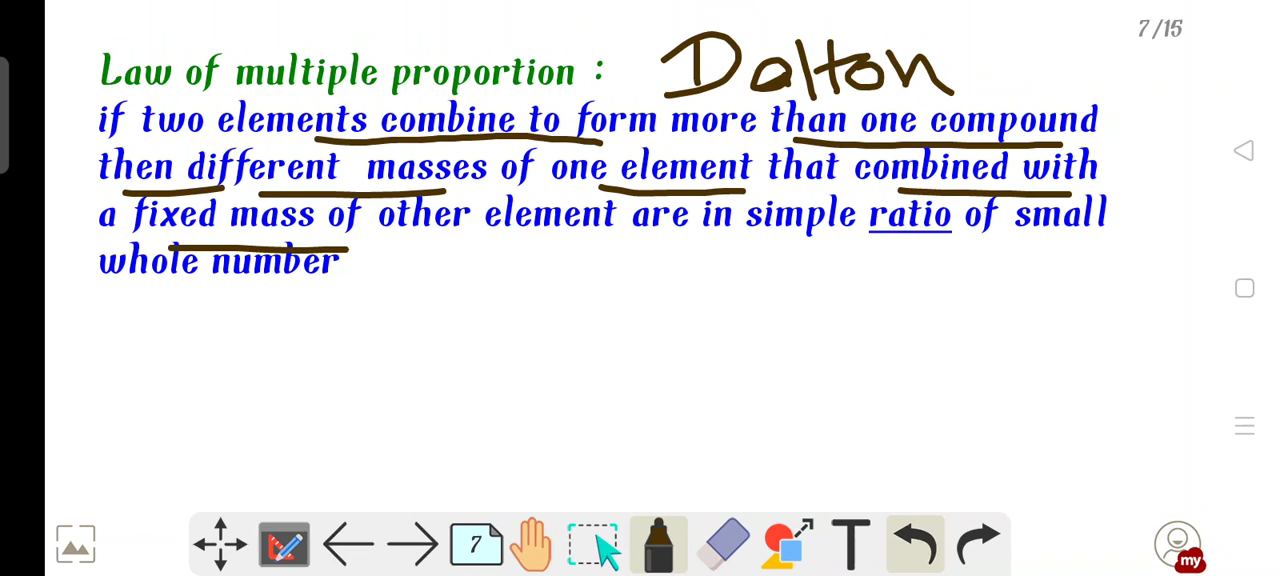 7/15
Law of multiple proportion : Dalton
if two elements combine to form more than one compound
then different masses of one element that combined with
a fixed mass of other element are in simple ratio of small
whole number
7
T
my